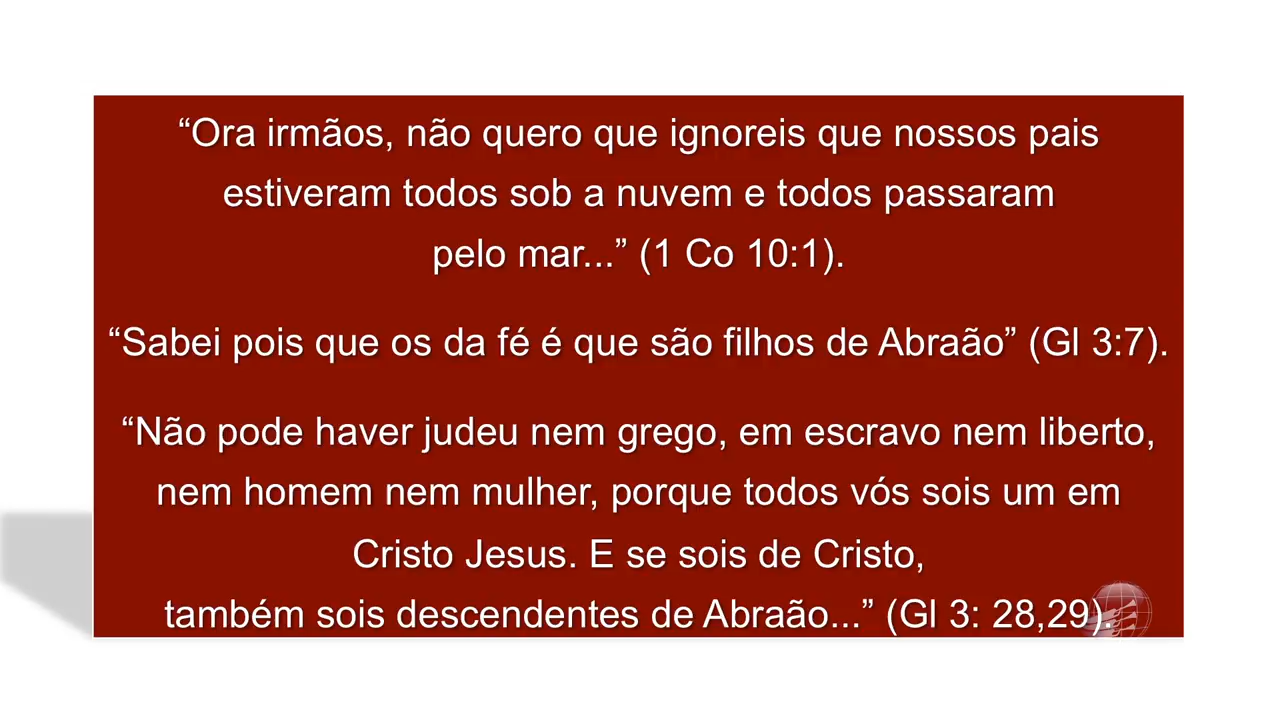 “Ora irmãos, não quero que ignoreis que nossos pais
estiveram todos sob a nuvem e todos passaram
pelo mar...” (1 Co 10:1).
“Sabei pois que os da fé é que são filhos de Abraão” (Gl 3:7).
“Não pode haver judeu nem grego, em escravo nem liberto,
nem homem nem mulher, porque todos vós sois um em
Cristo Jesus. E se sois de Cristo,
também sois descendentes de Abraão...” (Gl 3: 28,29).